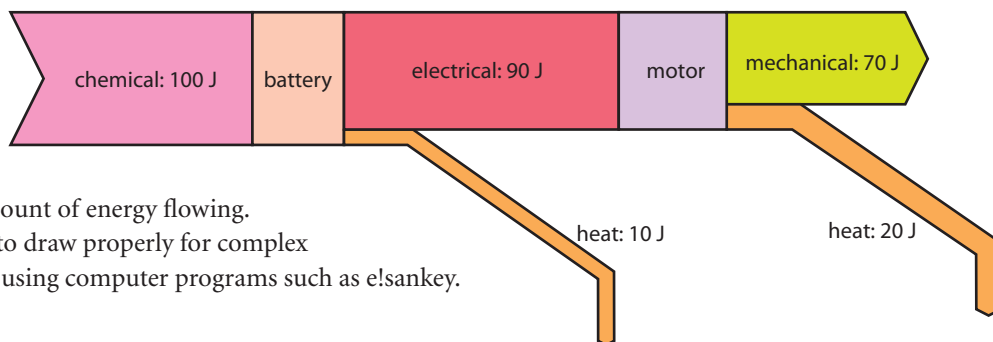 chemical: 100 J
battery
electrical: 90 J
motor
mechanical: 70 J
ount of energy flowing.
to draw properly for complex
using computer programs such as e!sankey.
heat: 10 J
heat: 20 J